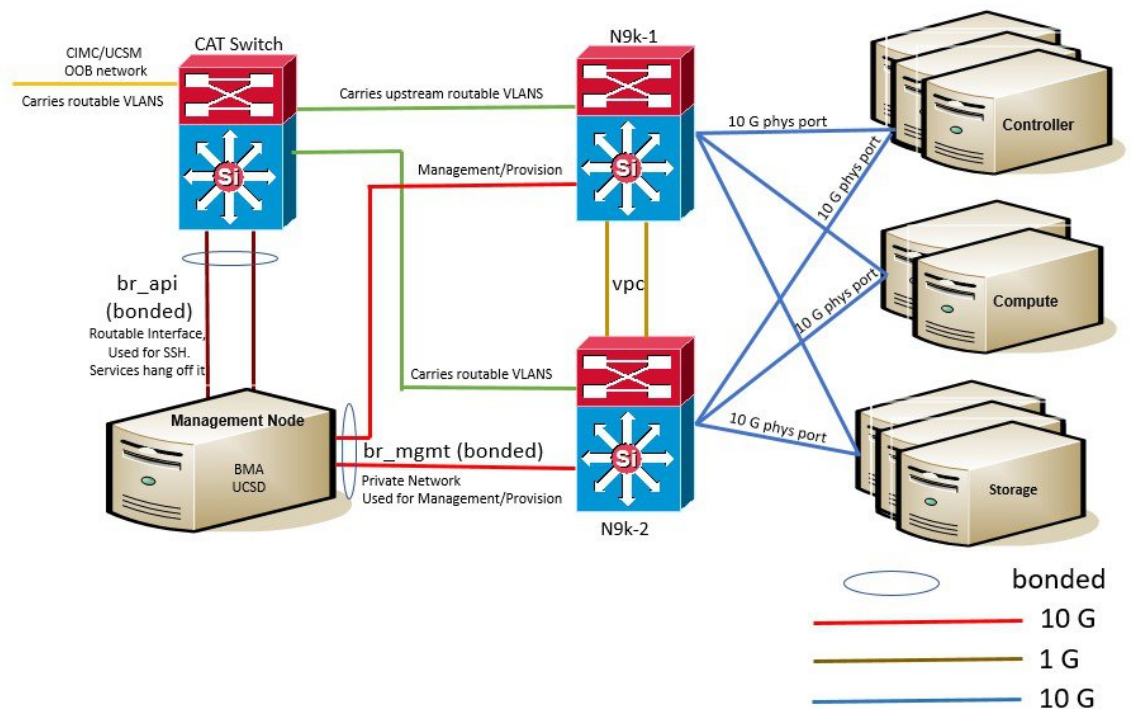 CAT Switch
N9k-1
CIMC/UCSM
OOB network
Carries routable VLANS
Carries upstream routable VLANS
10 G phys port
Controller
Si
Management/Provision
Si
10 G phys port
br_api
(bonded)
Routable Interface,
Used for SSH.
Services hang off it
vpc
10 G phys port
Compute
Carries routable VLANS
Management Node
br_mgmt (bonded)
10 G phys port
BMA
UCSD
Private Network
Used for Management/Provision
Si
Storage
N9k-2
bonded
10 G
1 G
10 G